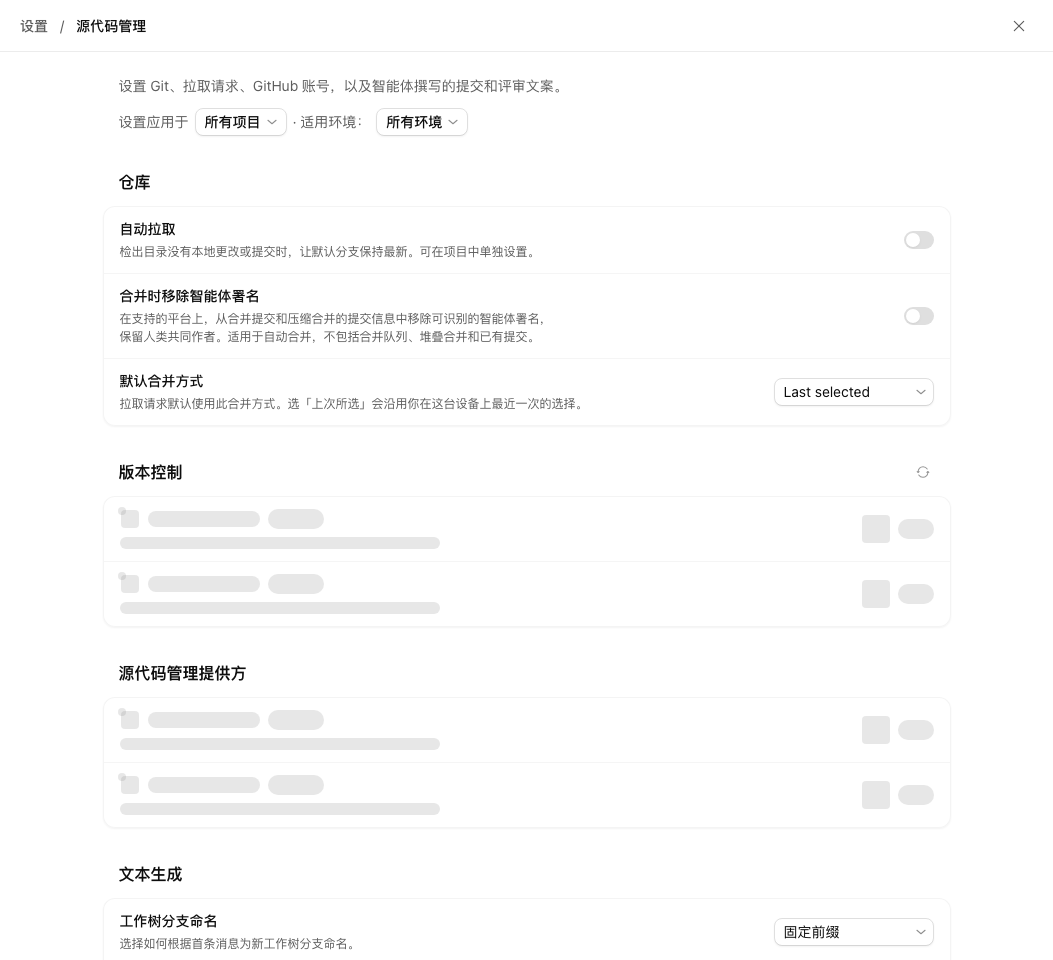 设置 / 源代码管理
设置 Git、拉取请求、GitHub 账号，以及智能体撰写的提交和评审文案。
设置应用于 所有项目 · 适用环境： 所有环境
仓库
自动拉取
检出目录没有本地更改或提交时，让默认分支保持最新。可在项目中单独设置。
合并时移除智能体署名
在支持的平台上，从合并提交和压缩合并的提交信息中移除可识别的智能体署名，
保留人类共同作者。适用于自动合并，不包括合并队列、堆叠合并和已有提交。
默认合并方式
拉取请求默认使用此合并方式。选「上次所选」会沿用你在这台设备上最近一次的选择。
Last selected
版本控制
源代码管理提供方
文本生成
工作树分支命名
选择如何根据首条消息为新工作树分支命名。
固定前缀